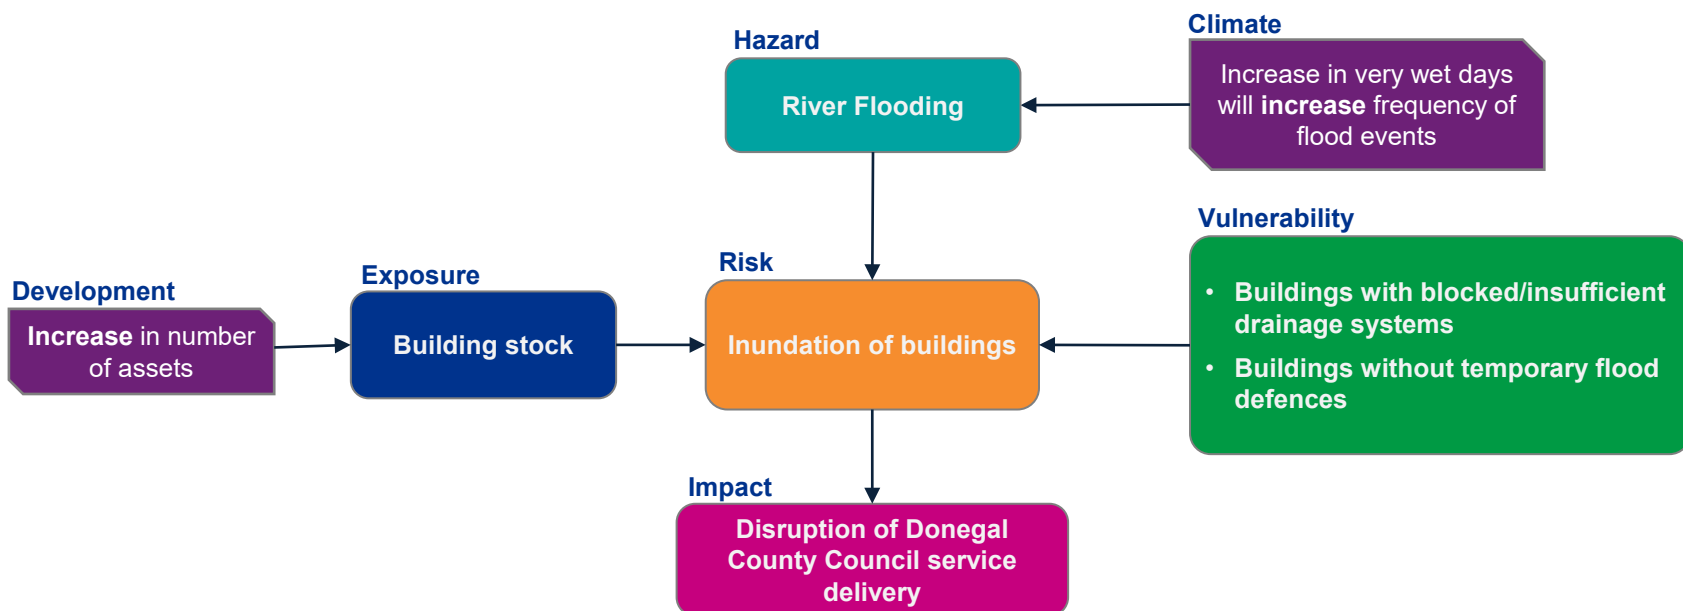 Hazard
River Flooding
Climate
Increase in very wet days
will increase frequency of
flood events
Development
Increase in number
of assets
Exposure
Building stock
Risk
Inundation of buildings
Vulnerability
• Buildings with blocked/insufficient
drainage systems
• Buildings without temporary flood
defences
Impact
Disruption of Donegal
County Council service
delivery